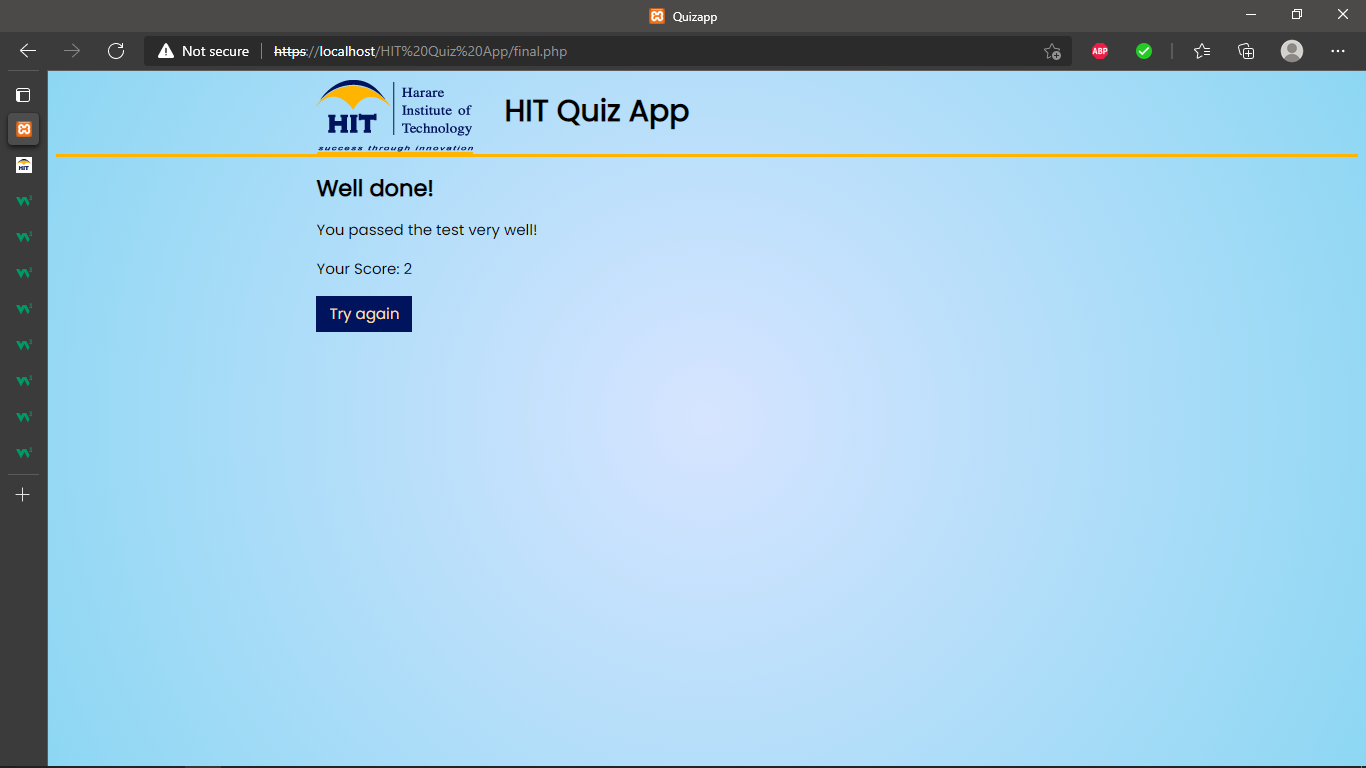 Quizapp
Not secure
https://localhost/HIT%20Quiz%20App/final.php
ABP
HIT
Harare
Institute of
Technology
success through innovation
HIT Quiz App
HIT
Well done!
You passed the test very well!
Your Score: 2
Try again